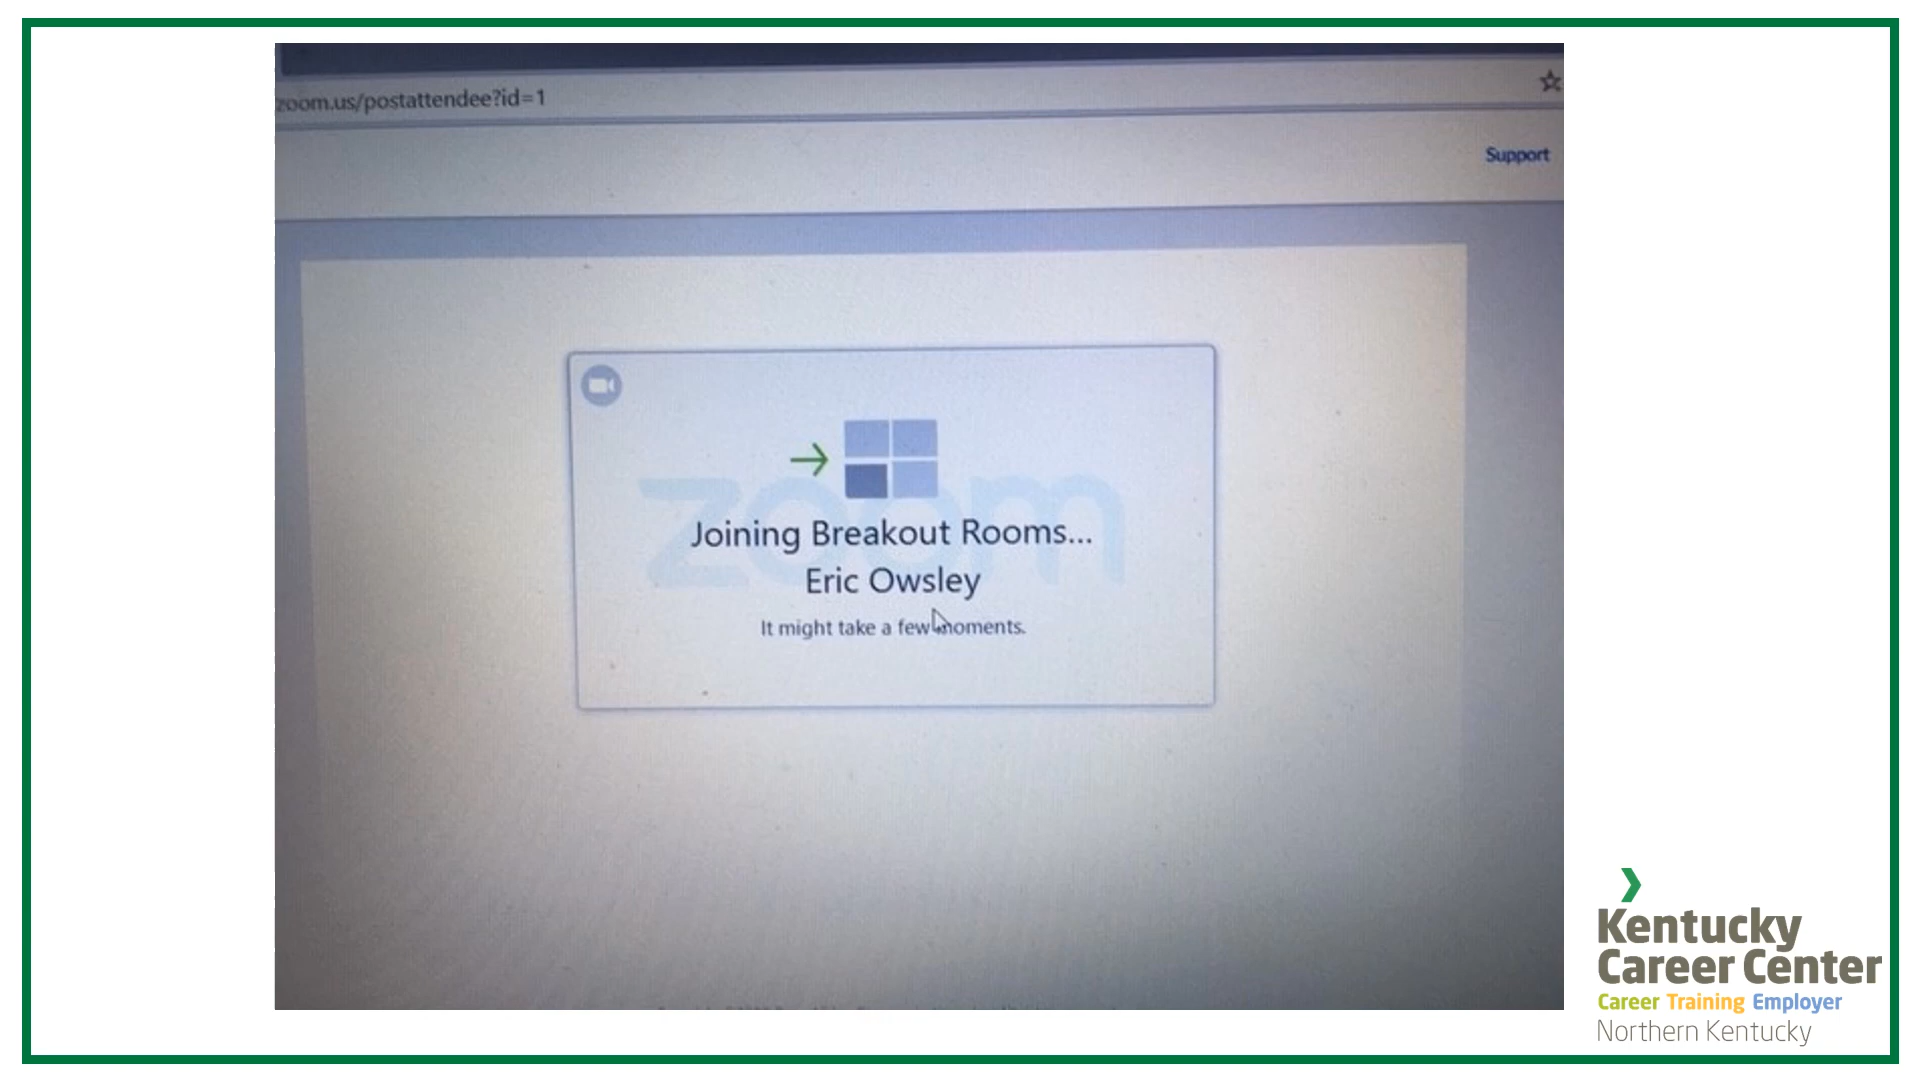 zoom.us/postattendee?id=1
Support
zoom
Joining Breakout Rooms...
Eric Owsley
It might take a few moments.
Kentucky
Career Center
Career Training Employer
Northern Kentucky